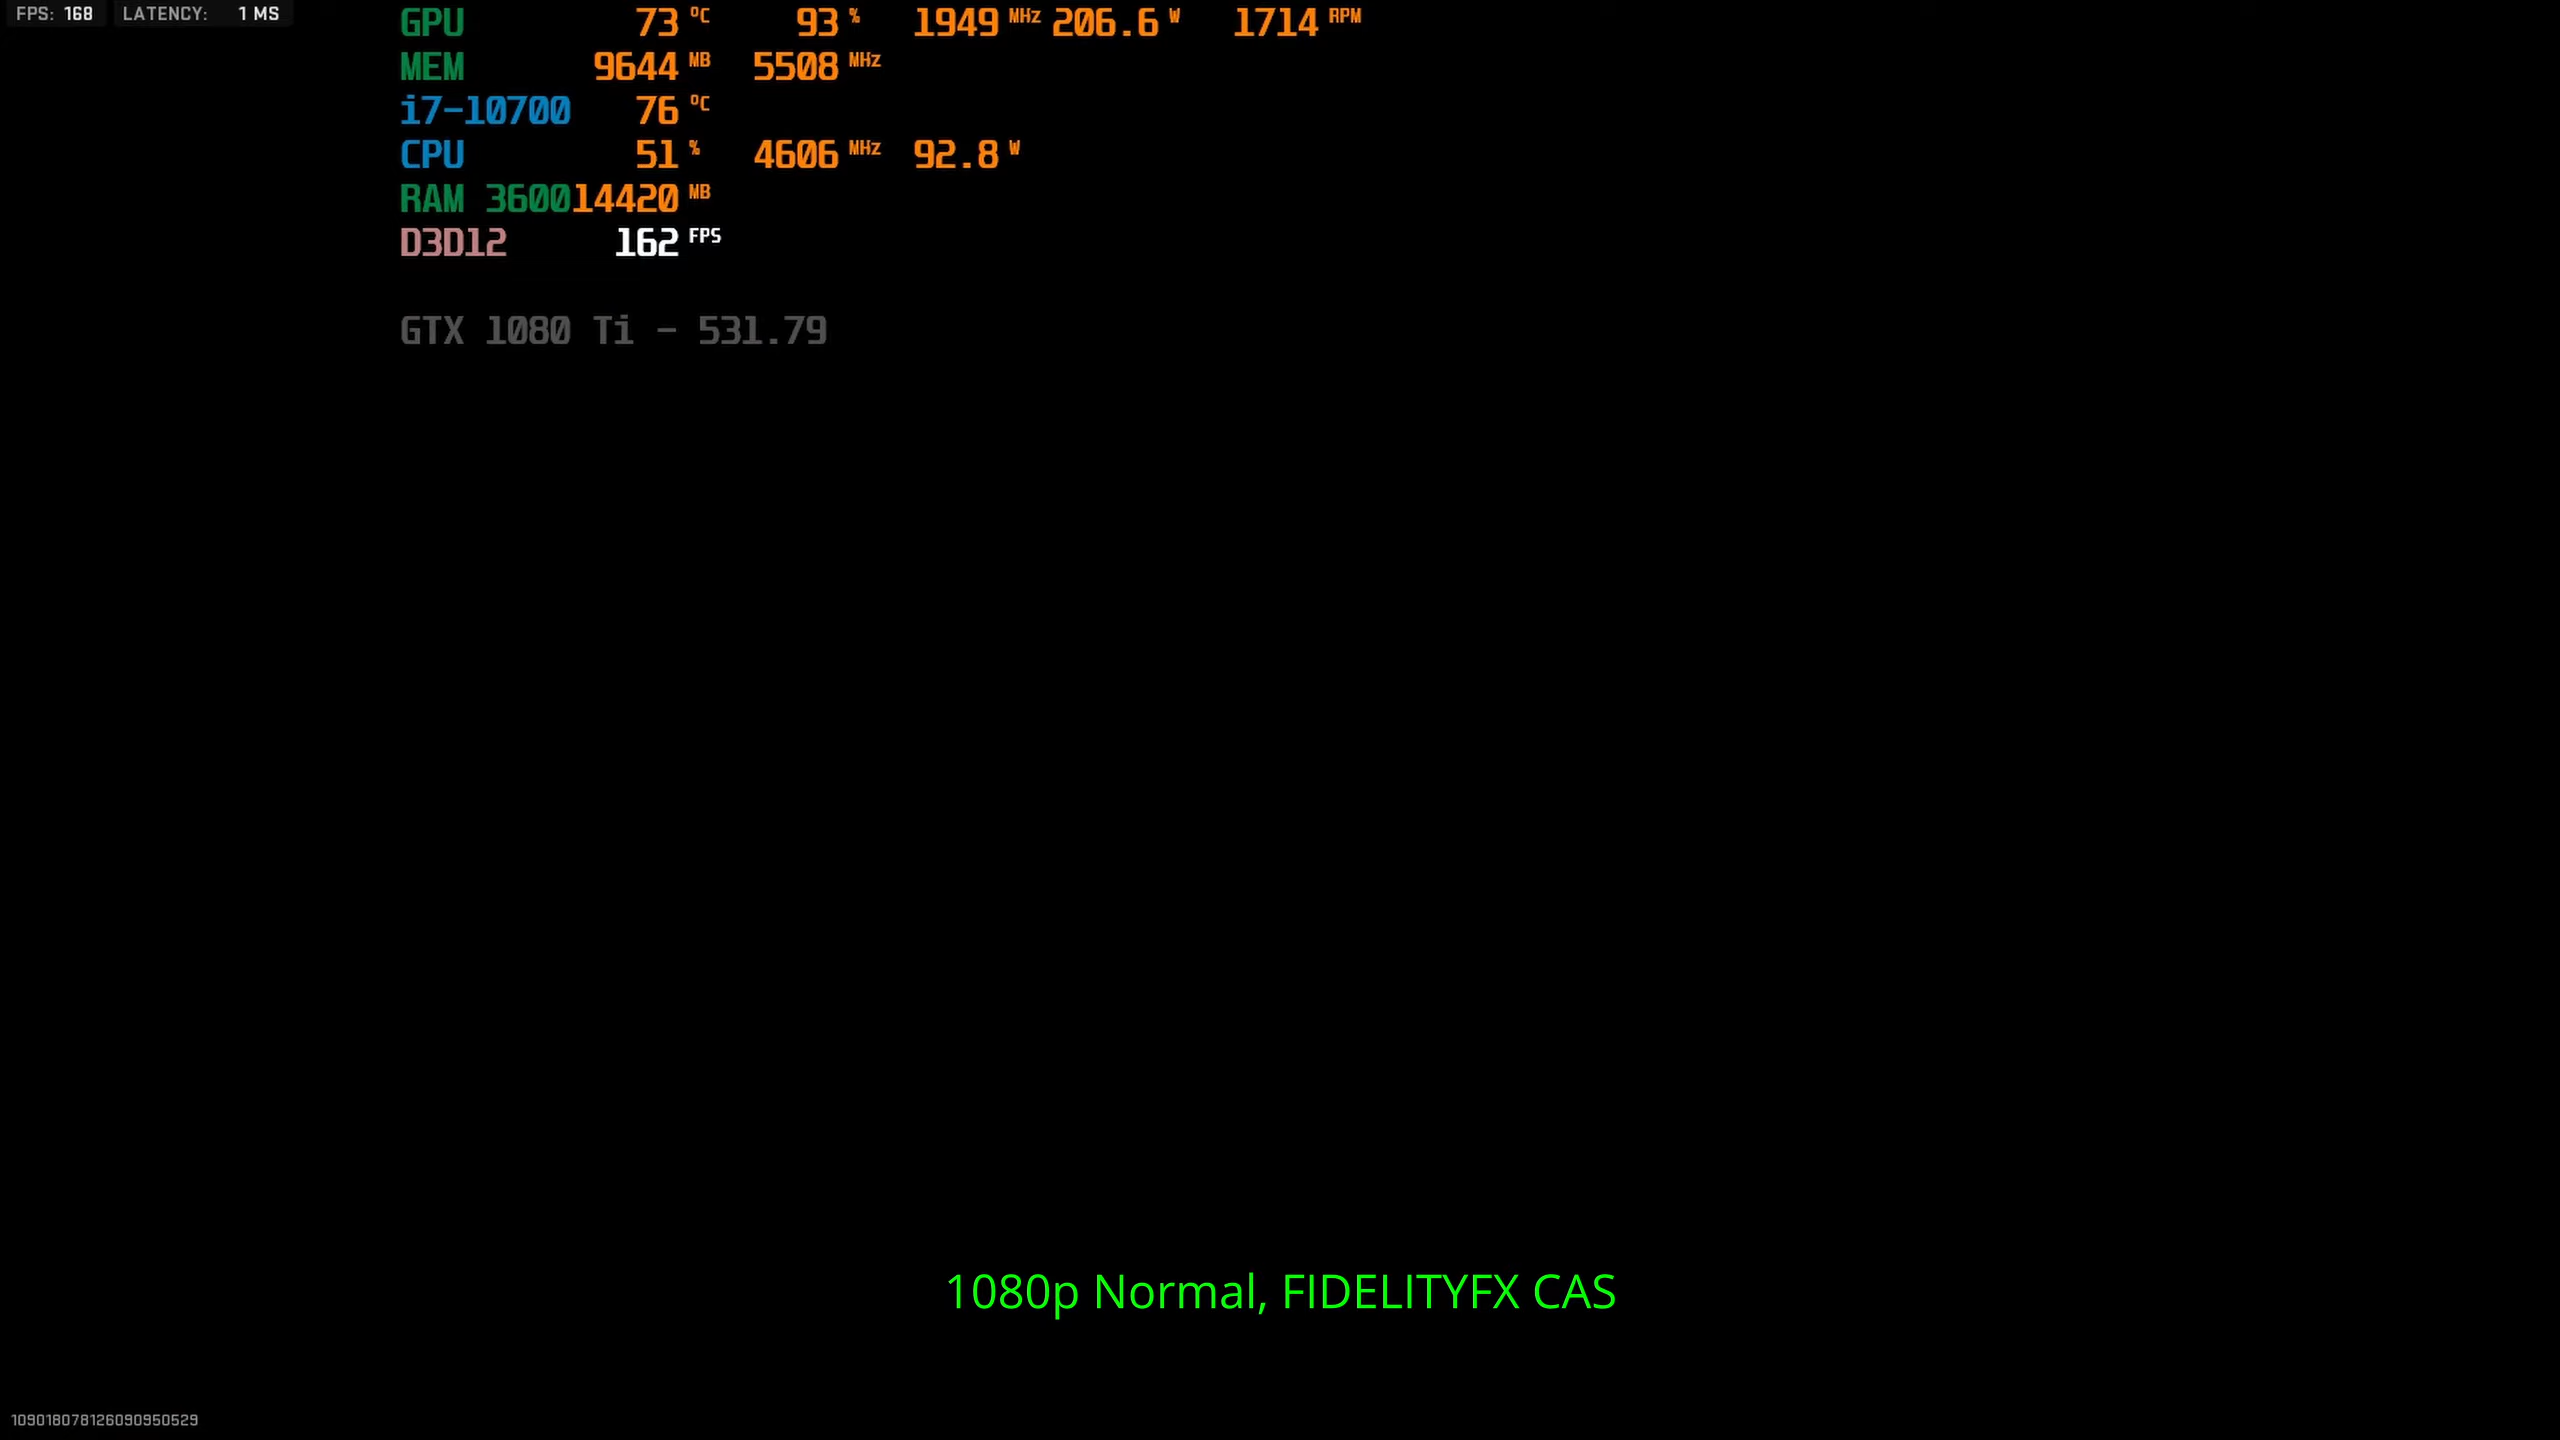 FPS: 168 LATENCY: 1 MS
GPU 73 °C 93 % 1949 MHz 206.6 W 1714 RPM
MEM 9644 MB 5508 MHz
i7-10700 76 °C
CPU 51 % 4606 MHz 92.8 W
RAM 3600 14420 MB
D3D12 162 FPS
GTX 1080 Ti - 531.79
1080p Normal, FIDELITYFX CAS
109018078126090950529